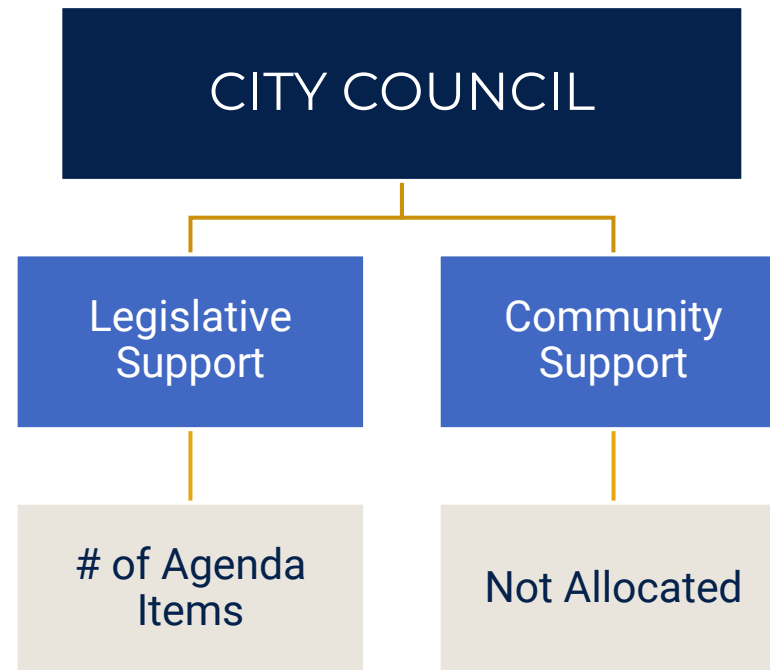 CITY COUNCIL
Legislative
Support
Community
Support
# of Agenda
Items
Not Allocated